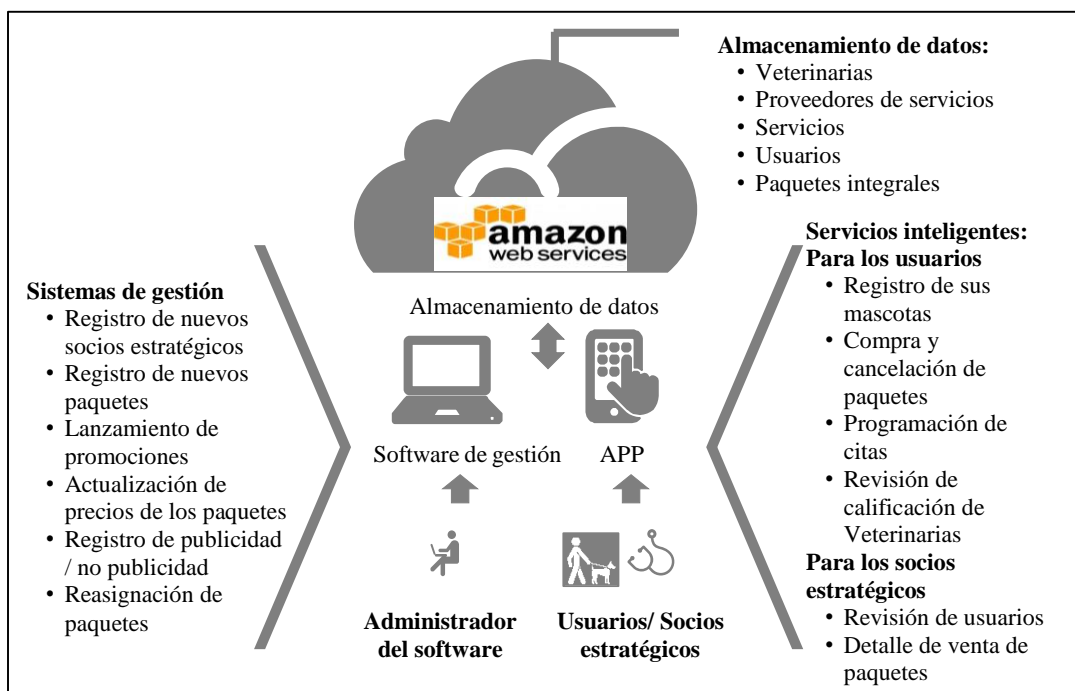 Almacenamiento de datos:
• Veterinarias
• Proveedores de servicios
• Servicios
• Usuarios
• Paquetes integrales
amazon
web services
Almacenamiento de datos
Software de gestión
APP
Administrador
del software
Usuarios/ Socios
estratégicos
Sistemas de gestión
• Registro de nuevos
socios estratégicos
• Registro de nuevos
paquetes
• Lanzamiento de
promociones
• Actualización de
precios de los paquetes
• Registro de publicidad
/ no publicidad
• Reasignación de
paquetes
Servicios inteligentes:
Para los usuarios
• Registro de sus
mascotas
• Compra y
cancelación de
paquetes
• Programación de
citas
• Revisión de
calificación de
Veterinarias
Para los socios
estratégicos
• Revisión de usuarios
• Detalle de venta de
paquetes